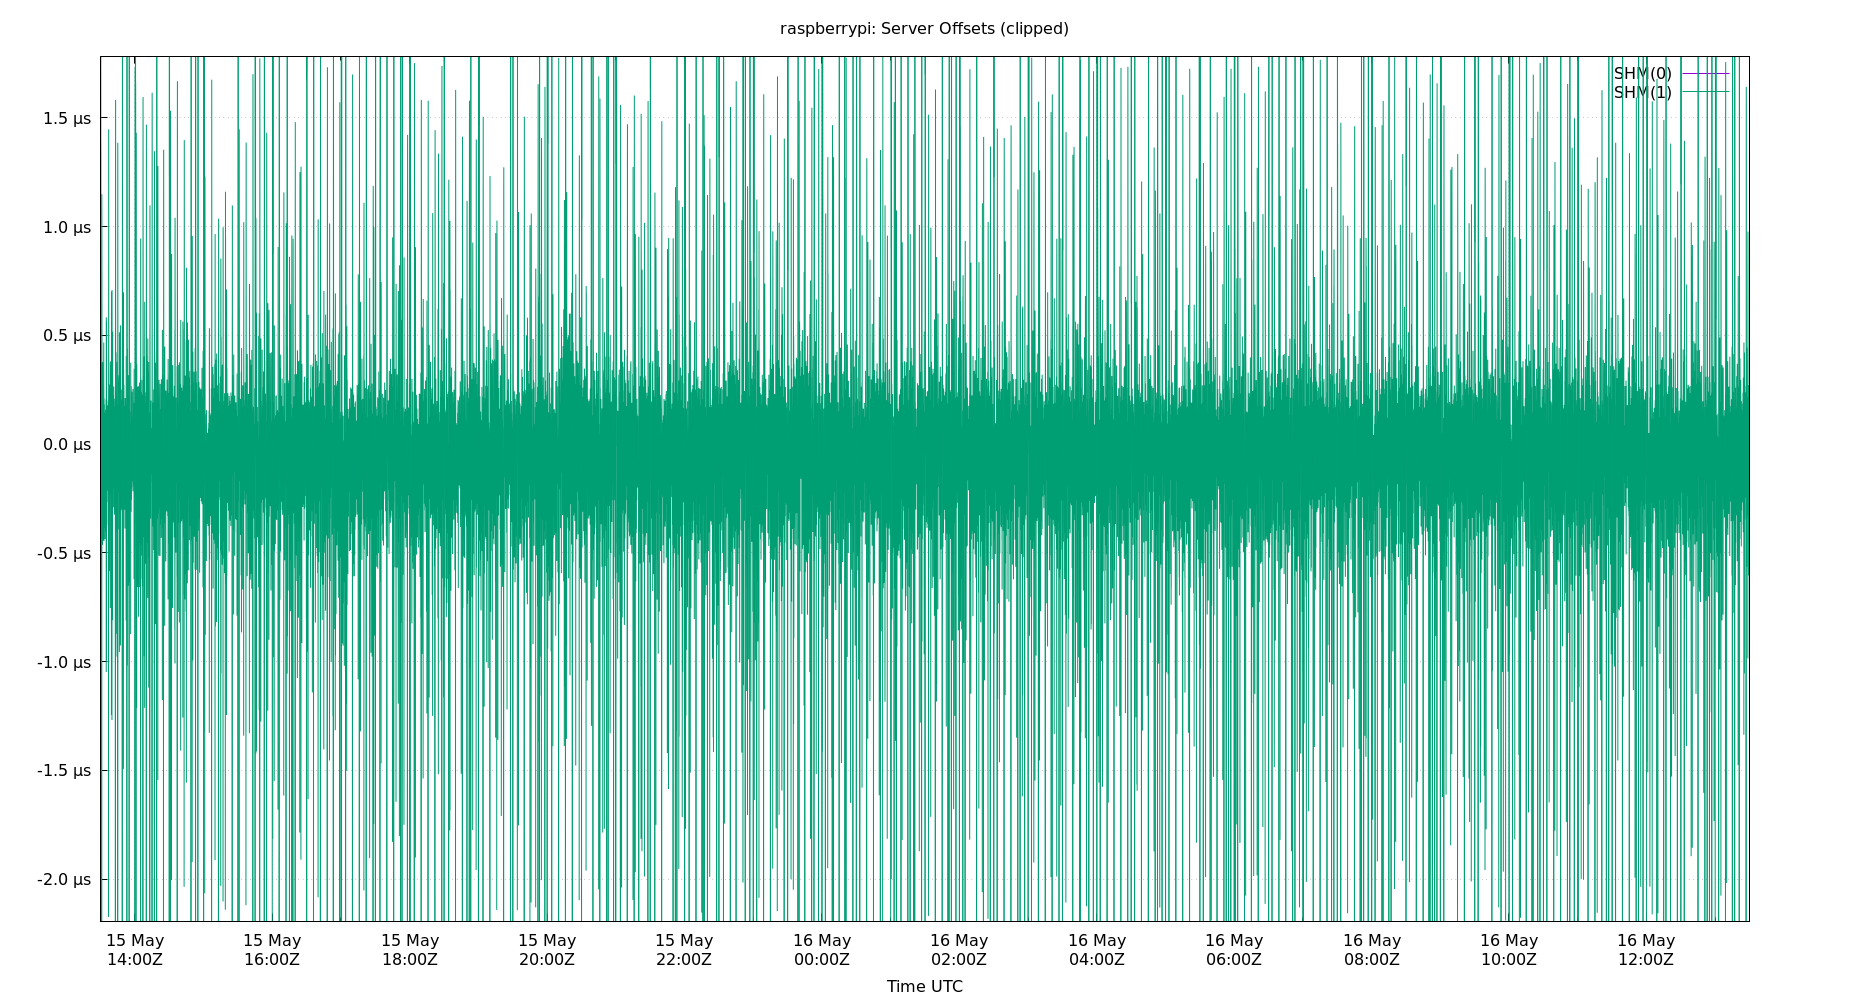 raspberrypi: Server Offsets (clipped)
SHM(0)
SHM(1)
1.5 µs
1.0 µs
0.5 µs
0.0 µs
-0.5 µs
-1.0 µs
-1.5 µs
-2.0 µs
15 May 15 May 15 May 15 May 15 May 16 May 16 May 16 May 16 May 16 May 16 May 16 May
14:00Z 16:00Z 18:00Z 20:00Z 22:00Z 00:00Z 02:00Z 04:00Z 06:00Z 08:00Z 10:00Z 12:00Z
Time UTC